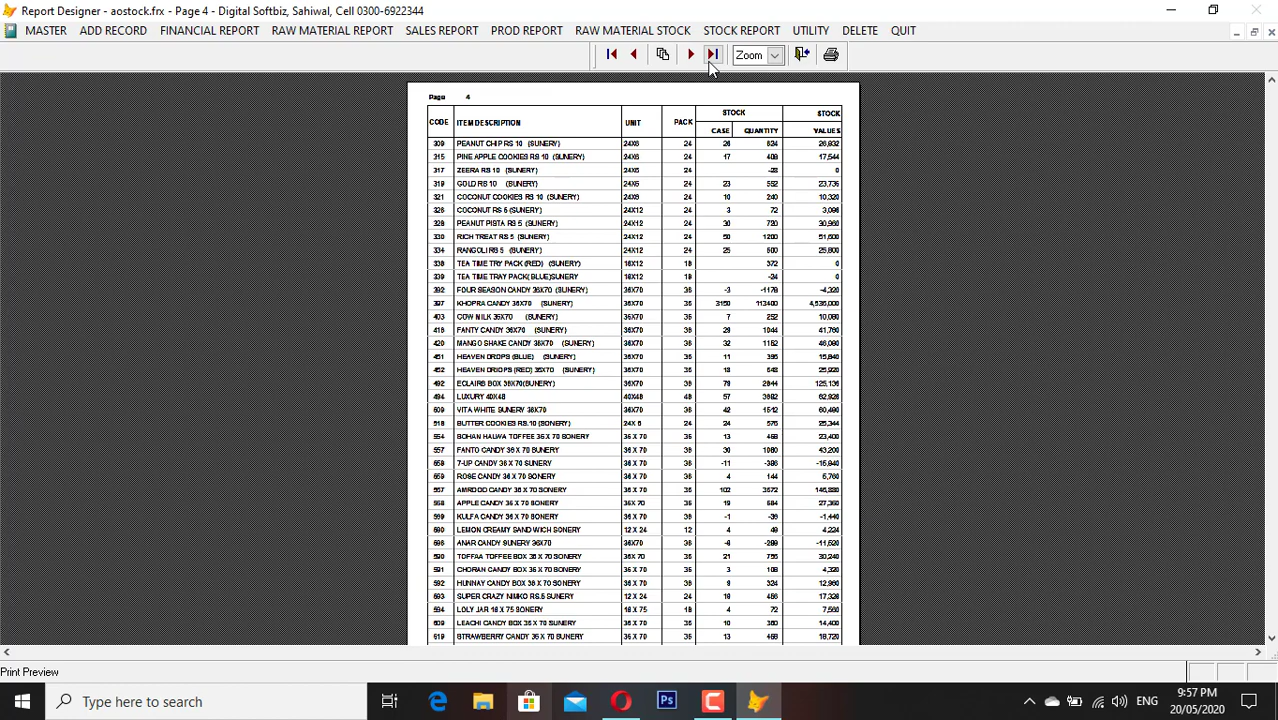 Report Designer - aostock.frx - Page 4 - Digital Softbiz, Sahiwal, Cell 0300-6922344
MASTER ADD RECORD FINANCIAL REPORT RAW MATERIAL REPORT SALES REPORT PROD REPORT RAW MATERIAL STOCK STOCK REPORT UTILITY DELETE QUIT
Zoom
Page 4
CODE ITEM DESCRIPTION UNIT PACK STOCK STOCK
CASE QUANTITY VALUES
309 PEANUT CHIP RS 10 (SUNERY) 24X6 24 26 624 26,832
315 PINE APPLE COOKIES RS 10 (SUNERY) 24X6 24 17 408 17,544
317 ZEERA RS 10 (SUNERY) 24X6 24 0
319 GOLD RS 10 (SUNERY) 24X6 24 23 552 23,736
321 COCONUT COOKIES RS 10 (SUNERY) 24X6 24 10 240 10,320
326 COCONUT RS 5 (SUNERY) 24X12 24 3 72 3,096
328 PEANUT PISTA RS 5 (SUNERY) 24X12 24 30 720 30,960
330 RICH TREAT RS 5 (SUNERY) 24X12 24 50 1200 51,600
334 RANGOLI RS 5 (SUNERY) 24X12 24 25 600 25,800
338 TEA TIME TRY PACK (RED) (SUNERY) 18X12 18 372 0
339 TEA TIME TRAY PACK( BLUE)SUNERY 18X12 18 -24 0
392 FOUR SEASON CANDY 36X70 (SUNERY) 36X70 36 -3 -1178 -4,320
397 KHOPRA CANDY 36X70 (SUNERY) 36X70 36 3150 113400 4,536,000
403 COW MILK 36X70 (SUNERY) 36X70 36 7 252 10,080
418 FANTY CANDY 36X70 (SUNERY) 36X70 36 29 1044 41,760
420 MANGO SHAKE CANDY 36X70 (SUNERY) 36X70 36 32 1152 46,080
451 HEAVEN DROPS (BLUE) (SUNERY) 36X70 36 11 396 15,840
452 HEAVEN DRIOPS (RED) 36X70 (SUNERY) 36X70 36 18 648 25,920
492 ECLAIRS BOX 36X70(SUNERY) 36X70 36 79 2844 125,136
494 LUXURY 40X48 40X48 48 57 62,928
509 VITA WHITE SUNERY 36X70 36X70 36 42 1512 60,480
518 BUTTER COOKIES RS.10 (SONERY) 24X 6 24 24 576 25,344
554 SOHAN HALWA TOFFEE 36 X 70 SONERY 36 X 70 36 13 468 23,400
557 FANTO CANDY 36 X 70 SUNERY 36 X 70 36 30 1080 43,200
558 7-UP CANDY 36 X 70 SUNERY 36 X 70 36 -11 -396 -15,840
559 ROSE CANDY 36 X 70 SONERY 36 X 70 36 4 144 5,760
567 AMROOD CANDY 36 X 70 SONERY 36 X 70 36 102 3672 146,880
568 APPLE CANDY 36 X 70 SONERY 36X 70 36 19 684 27,360
569 KULFA CANDY 36 X 70 SONERY 36 X 70 36 -1 -36 -1,440
LEMON CREAMY SAND WICH SONERY 12 X 24 12 4 48 4,224
ANAR CANDY SUNERY 36X70 36X70 36 -8 -11,520
590 TOFFAA TOFFEE BOX 36 X 70 SONERY 36X 70 36 21 756 30,240
591 CHORAN CANDY BOX 36 X 70 SONERY 36 X 70 36 3 108 4,320
592 HUNNAY CANDY BOX 36 X 70 SONERY 36 X 70 36 9 324 12,960
593 SUPER CRAZY NIMKO RS.5 SUNERY 12 X 24 24 19 456 17,328
594 LOLY JAR 18 X 75 SONERY 18 X 75 18 4 72 7,560
609 LEACHI CANDY BOX 36 X 70 SUNERY 36 X 70 36 10 360 14,400
619 STRAWBERRY CANDY 36 X 70 SUNERY 36 X 70 36 13 468 18,720
Print Preview
Type here to search
ENG
9:57 PM
20/05/2020